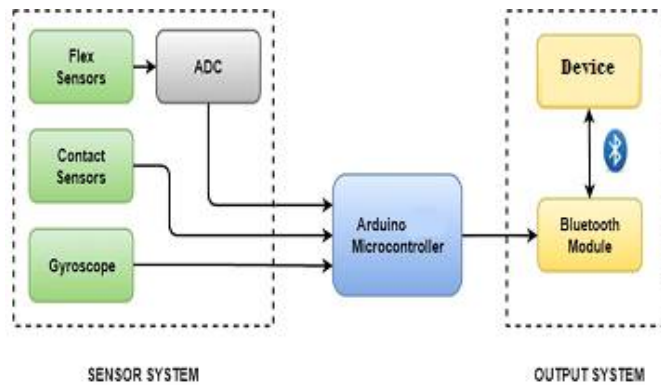 Flex
Sensors
ADC
Device
Contact
Sensors
Arduino
Microcontroller
Bluetooth
Module
Gyroscope
SENSOR SYSTEM
OUTPUT SYSTEM